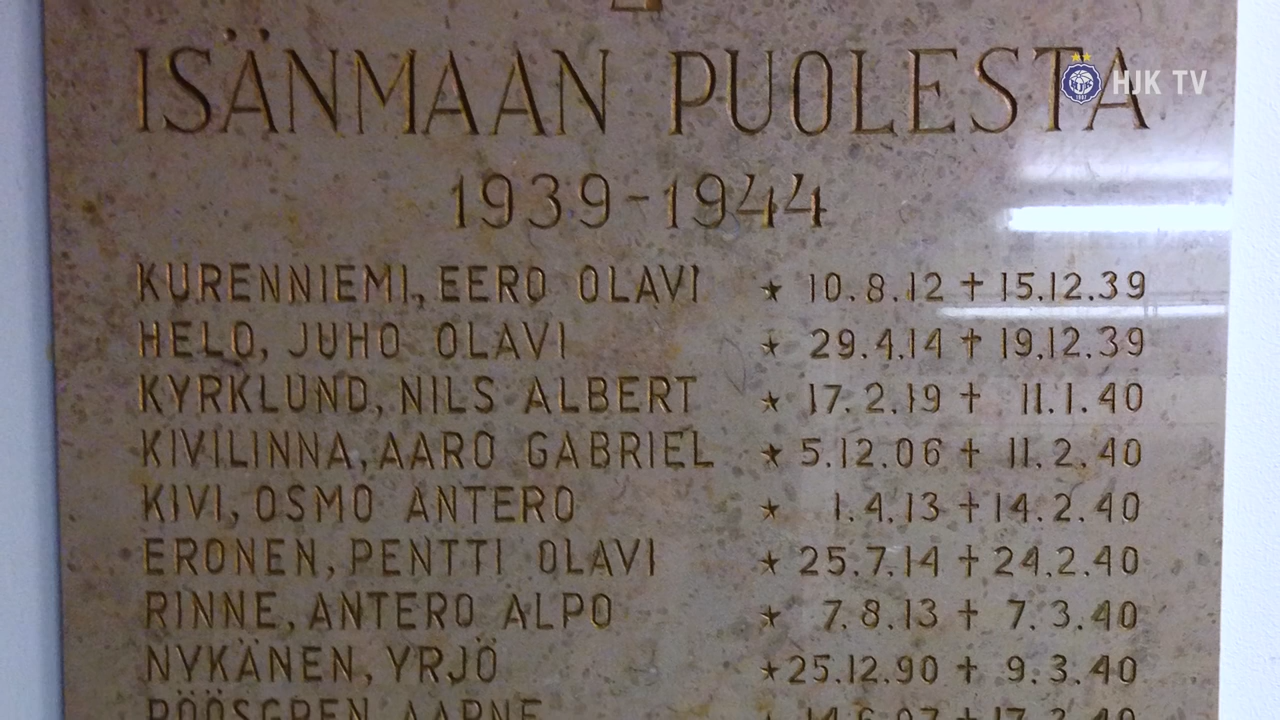 ISÄNMAAN PUOLESTA
HJK TV
1939-1944
KURENNIEMI, EERO OLAVI ★ 10.8.12 † 15.12.39
HELO, JUHO OLAVI ★ 29.4.14 † 19.12.39
KYRKLUND, NILS ALBERT ★ 17.2.19 † 11.1.40
KIVILINNA, AARO GABRIEL ★ 5.12.06 † 11.2.40
KIVI, OSMO ANTERO ★ 1.4.13 † 14.2.40
ERONEN, PENTTI OLAVI ★ 25.7.14 † 24.2.40
RINNE, ANTERO ALPO ★ 7.8.13 † 7.3.40
NYKÄNEN, YRJÖ ★ 25.12.90 † 9.3.40
AARNE